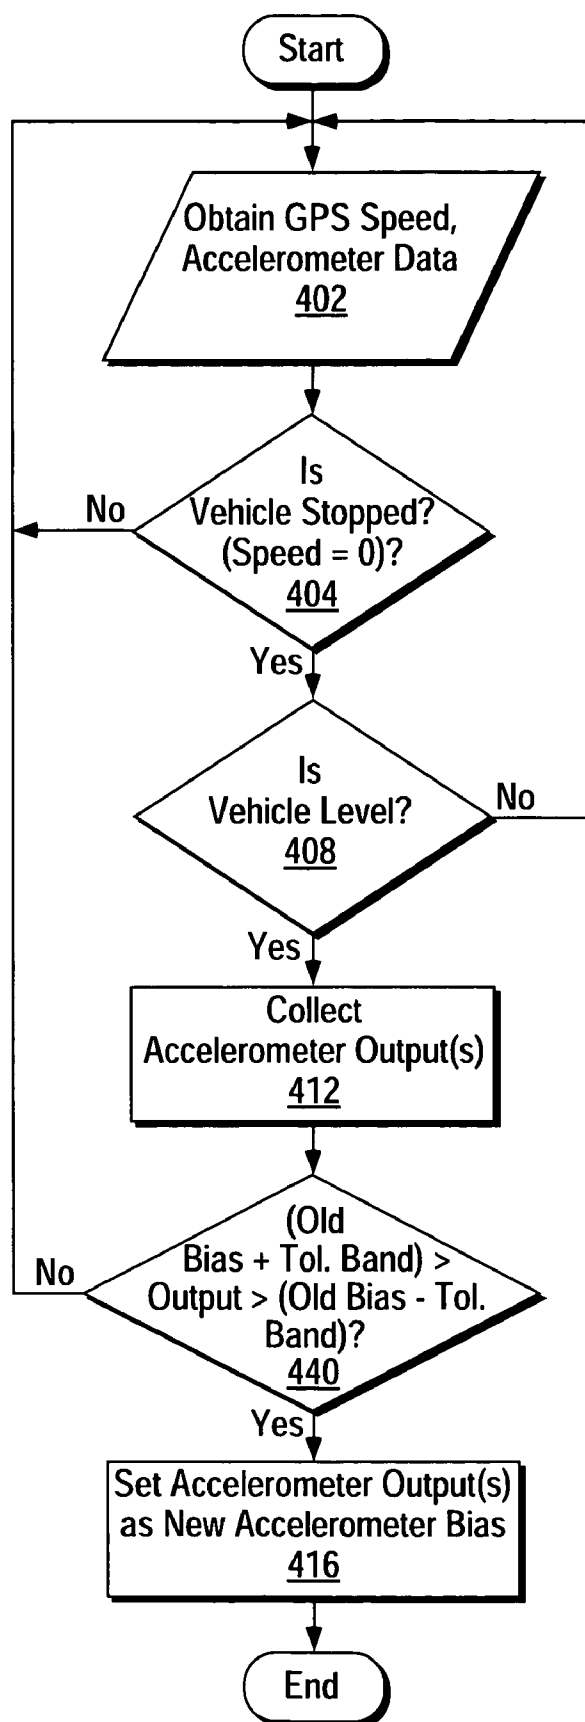 Start
Obtain GPS Speed,
Accelerometer Data
402
Is
Vehicle Stopped?
(Speed = 0)?
404
No
Yes
Is
Vehicle Level?
408
No
Yes
Collect
Accelerometer Output(s)
412
(Old
Bias + Tol. Band) >
Output > (Old Bias - Tol.
Band)?
440
No
Yes
Set Accelerometer Output(s)
as New Accelerometer Bias
416
End